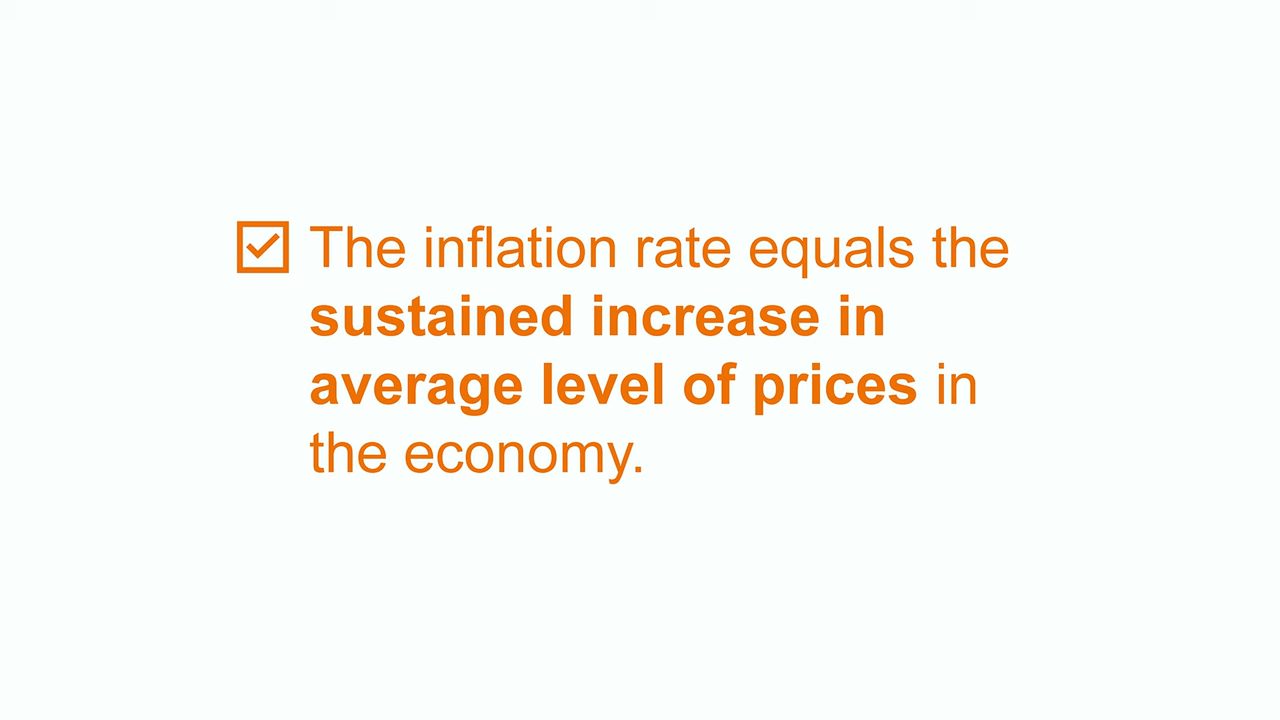 The inflation rate equals the
sustained increase in
average level of prices in
the economy.